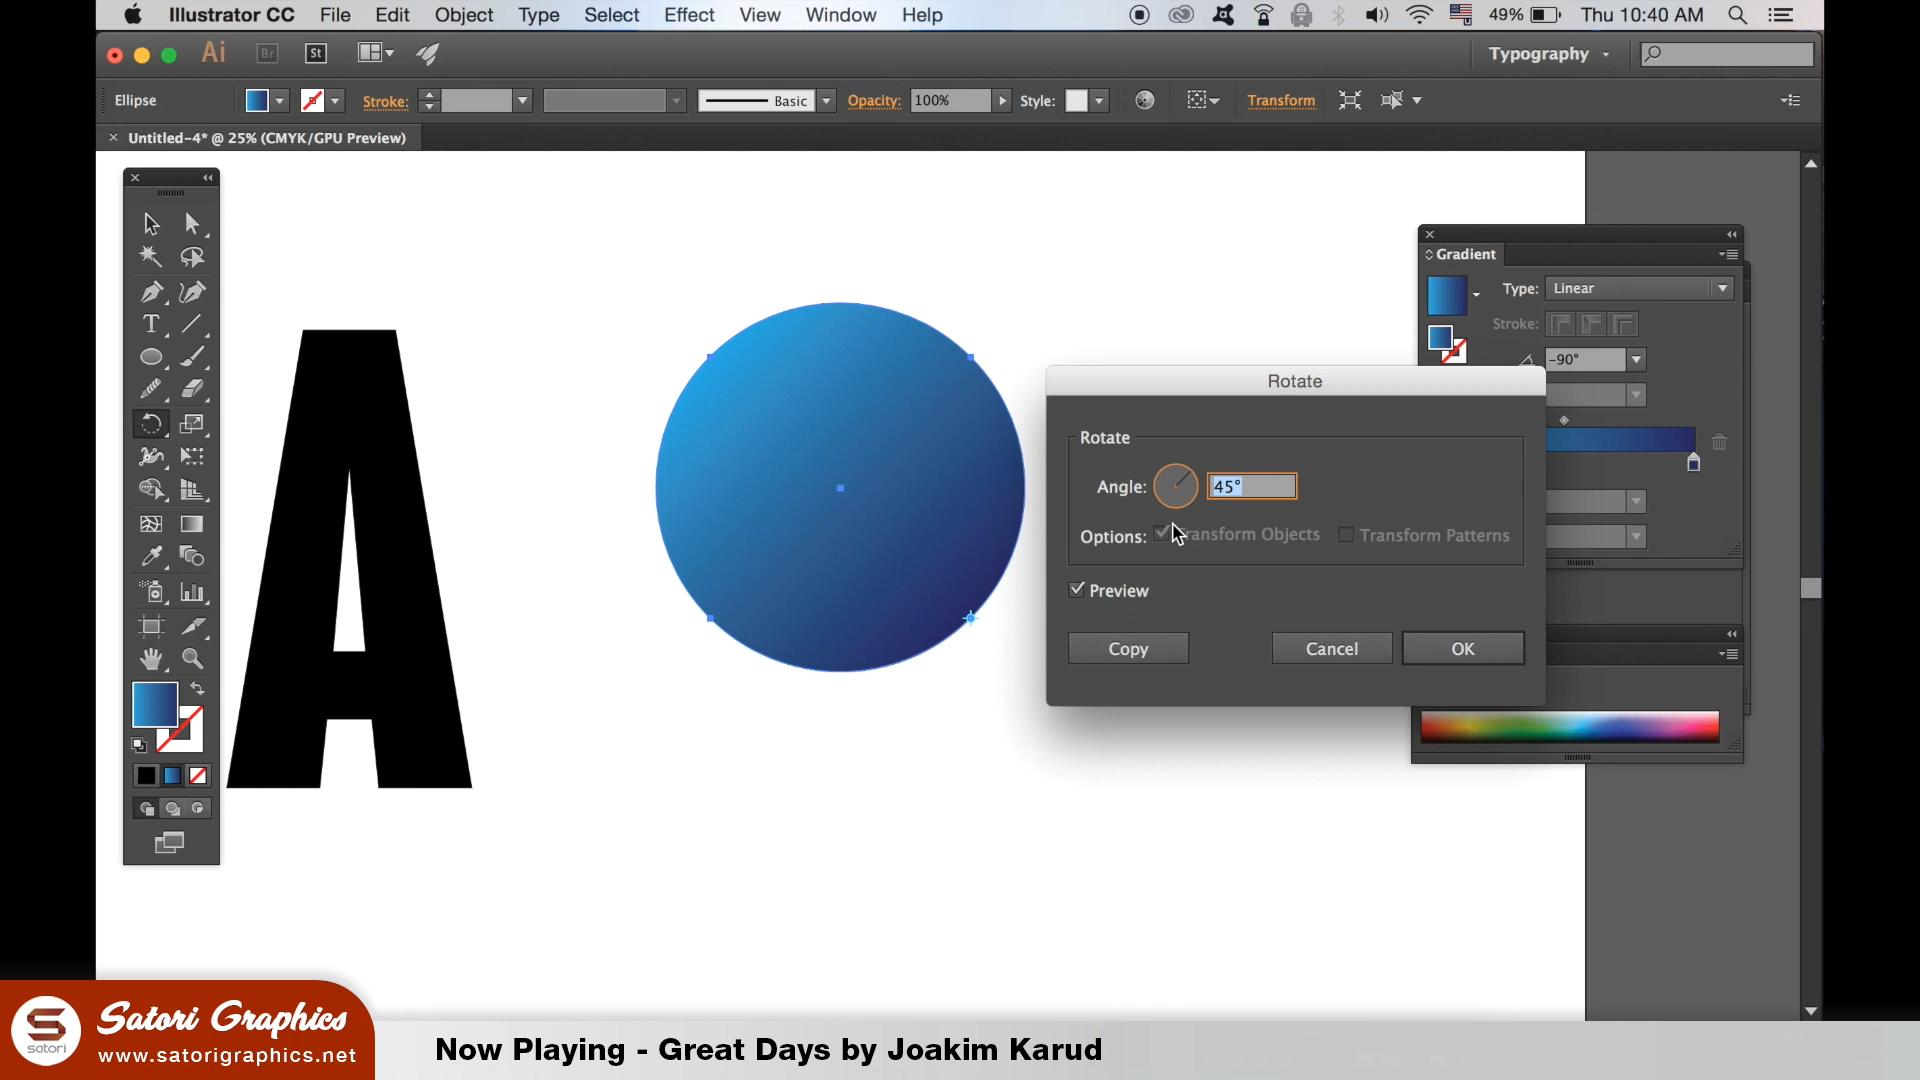 Illustrator CC File Edit Object Type Select Effect View Window Help 49% Thu 10:40 AM
Ai Br St Typography
Ellipse Stroke: Basic Opacity: 100% Style: Transform
× Untitled-4* @ 25% (CMYK/GPU Preview)
A
Gradient
Type: Linear
Stroke:
-90°
Rotate
Rotate
Angle: 45°
Options: Transform Objects Transform Patterns
Preview
Copy Cancel OK
Satori Graphics
satori
www.satorigraphics.net
Now Playing - Great Days by Joakim Karud